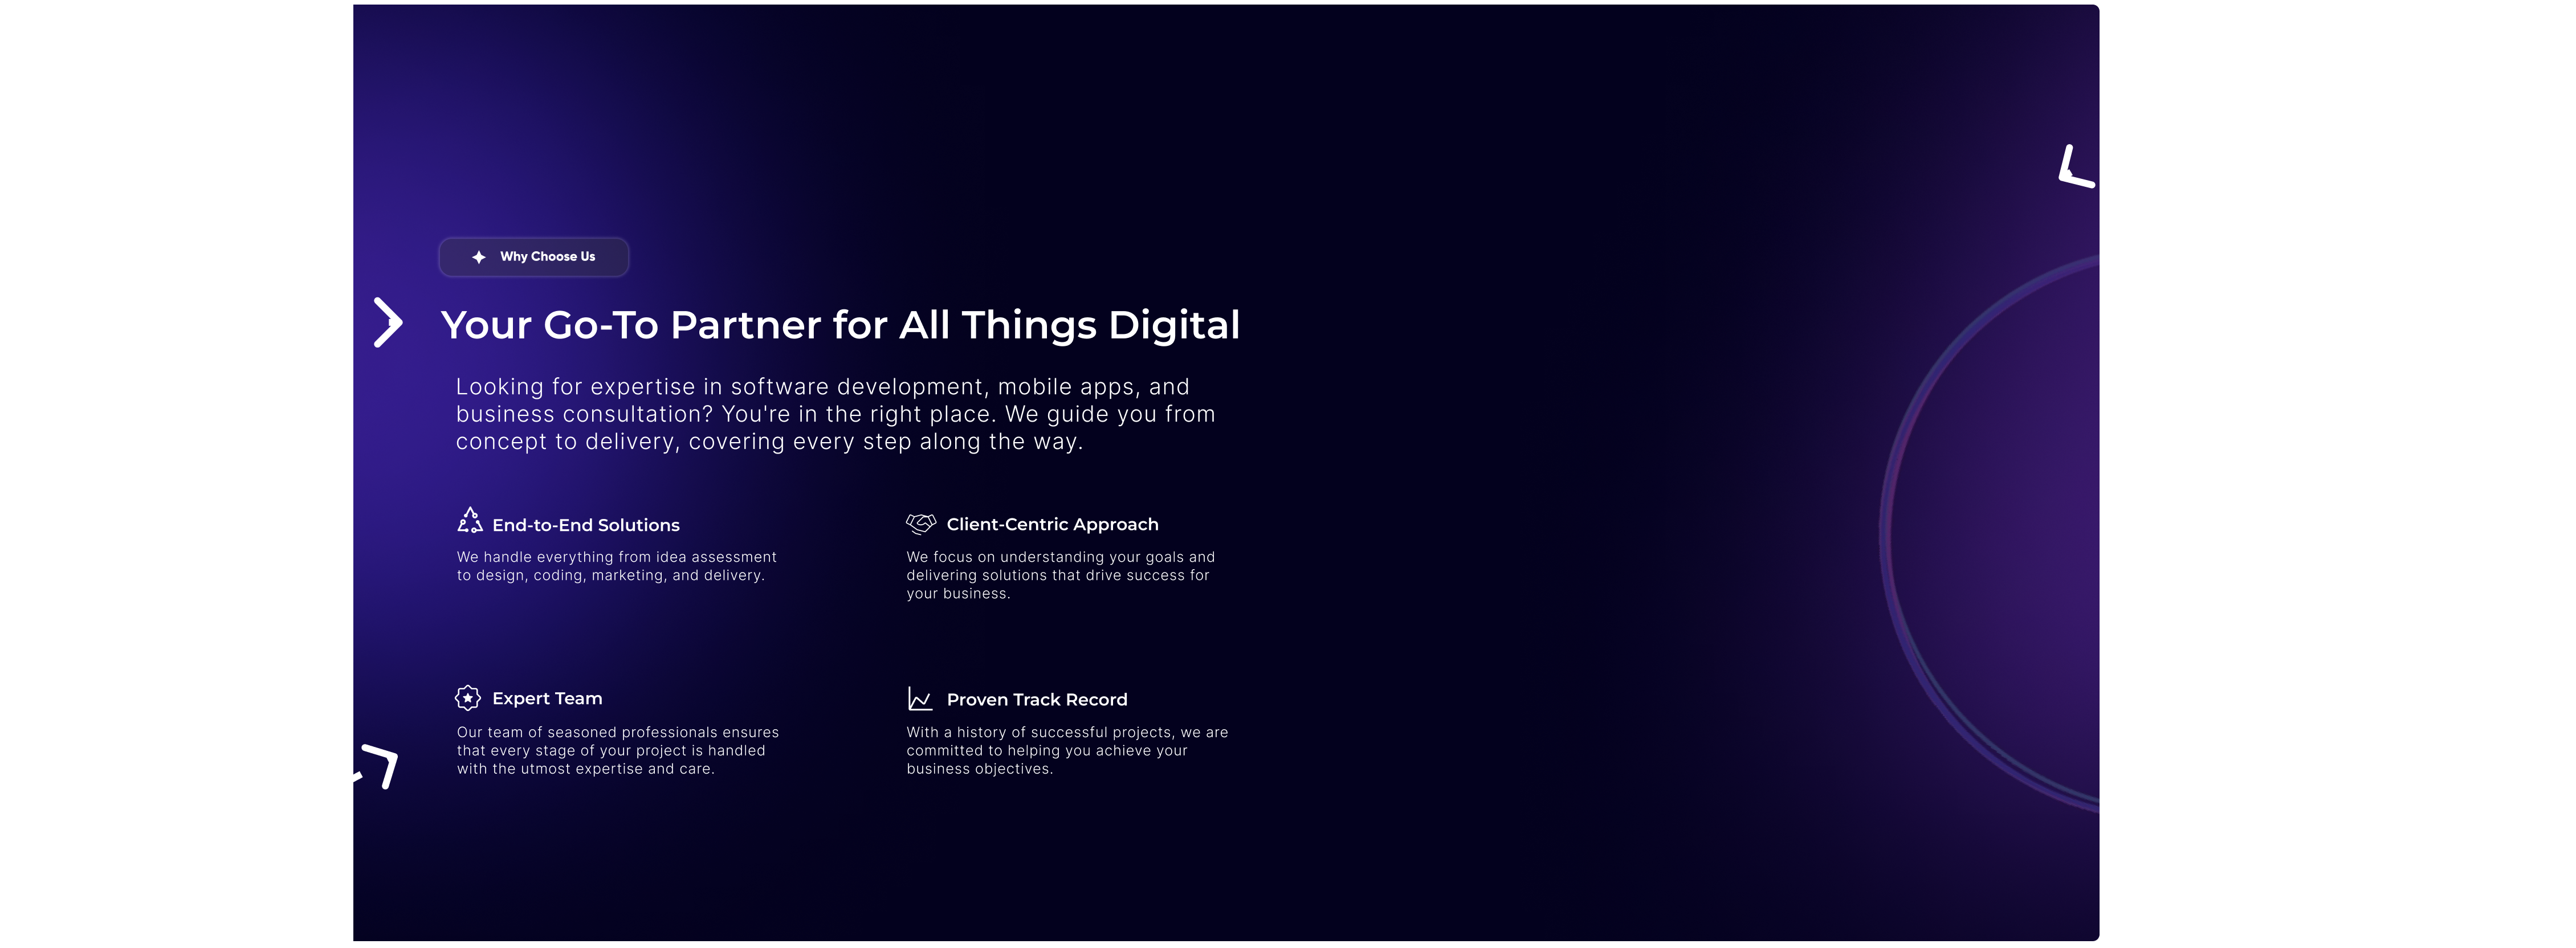 Why Choose Us
Your Go-To Partner for All Things Digital
Looking for expertise in software development, mobile apps, and
business consultation? You're in the right place. We guide you from
concept to delivery, covering every step along the way.
End-to-End Solutions
We handle everything from idea assessment
to design, coding, marketing, and delivery.
Client-Centric Approach
We focus on understanding your goals and
delivering solutions that drive success for
your business.
Expert Team
Our team of seasoned professionals ensures
that every stage of your project is handled
with the utmost expertise and care.
Proven Track Record
With a history of successful projects, we are
committed to helping you achieve your
business objectives.